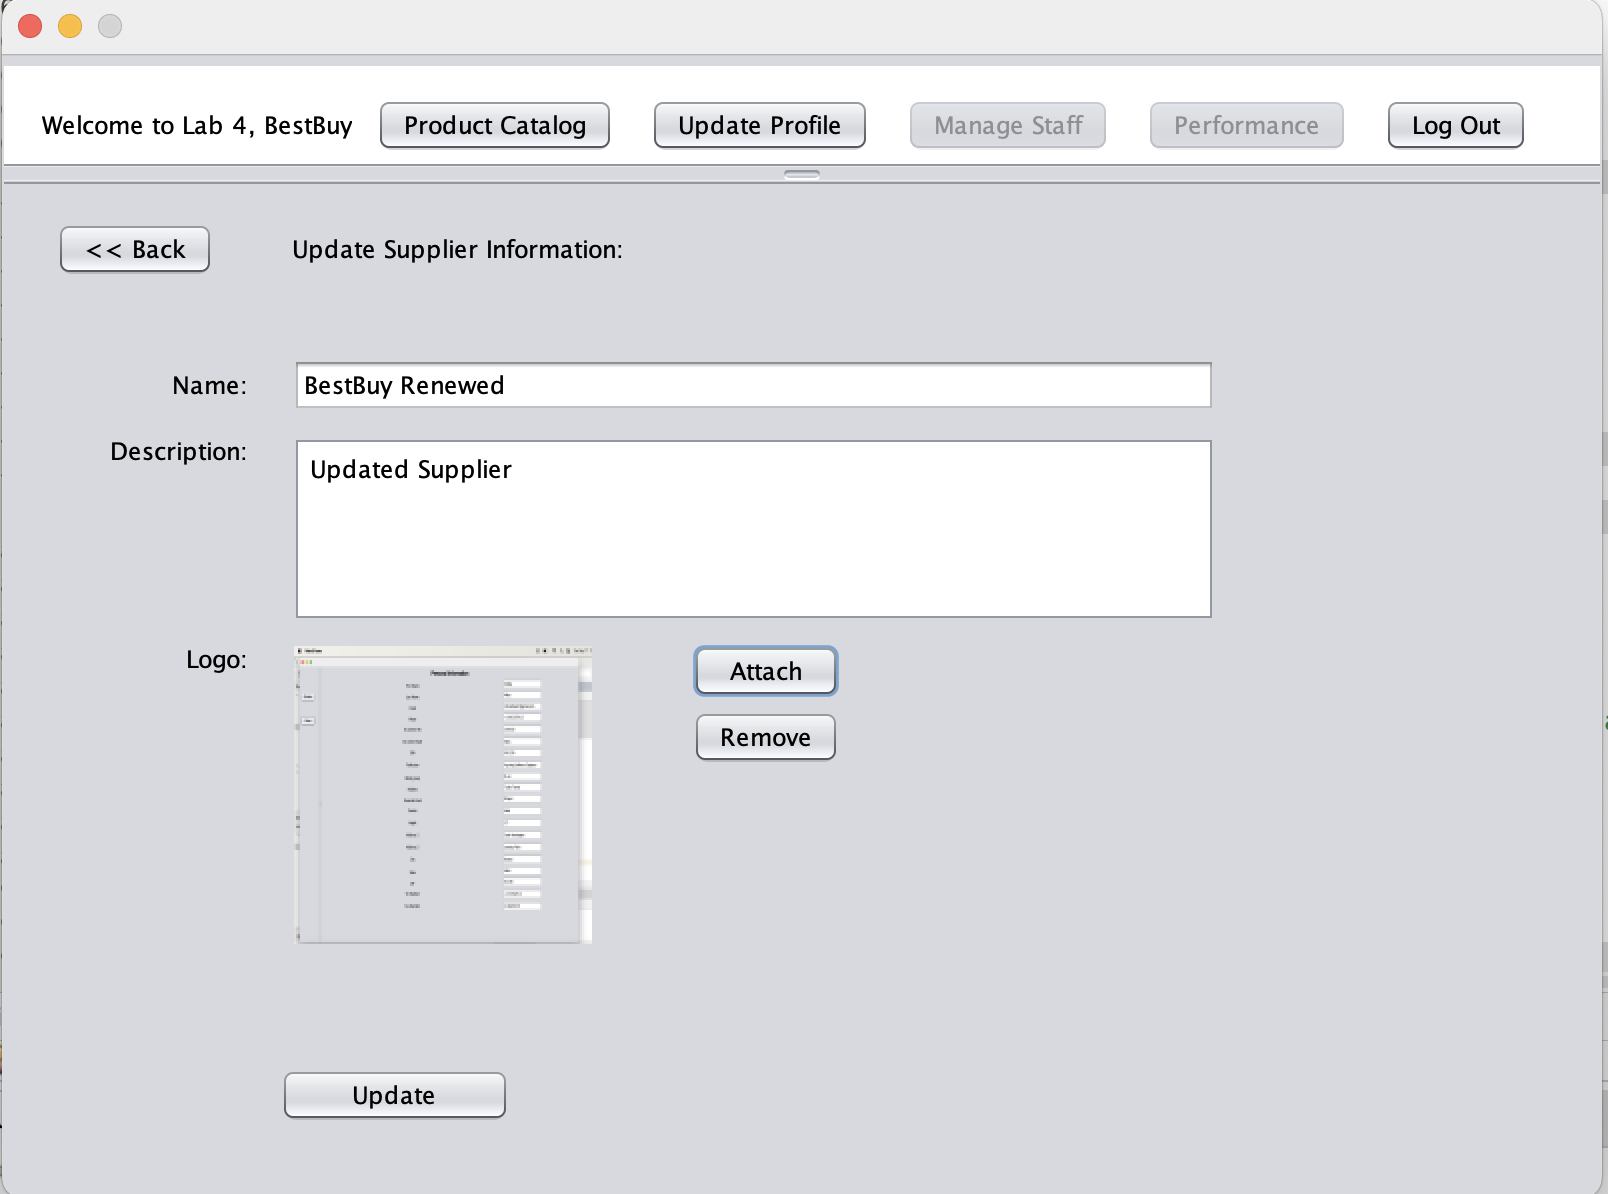 Welcome to Lab 4, BestBuy Product Catalog Update Profile Manage Staff Performance Log Out
<< Back Update Supplier Information:
Name: BestBuy Renewed
Description: Updated Supplier
Logo: Attach
Personal Information
Remove
Update